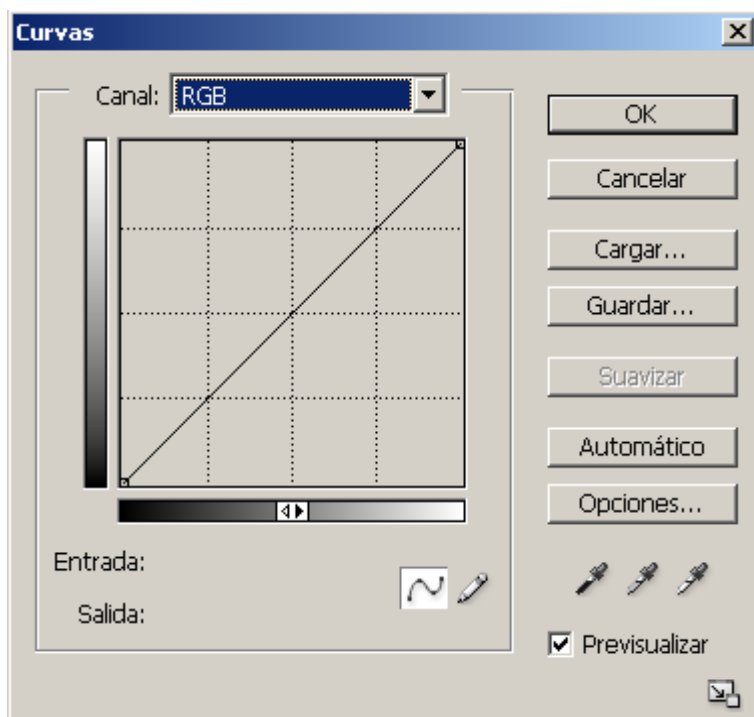 Curvas
Canal: RGB
OK
Cancelar
Cargar...
Guardar...
Suavizar
Automático
Opciones...
Entrada:
Salida:
Previsualizar